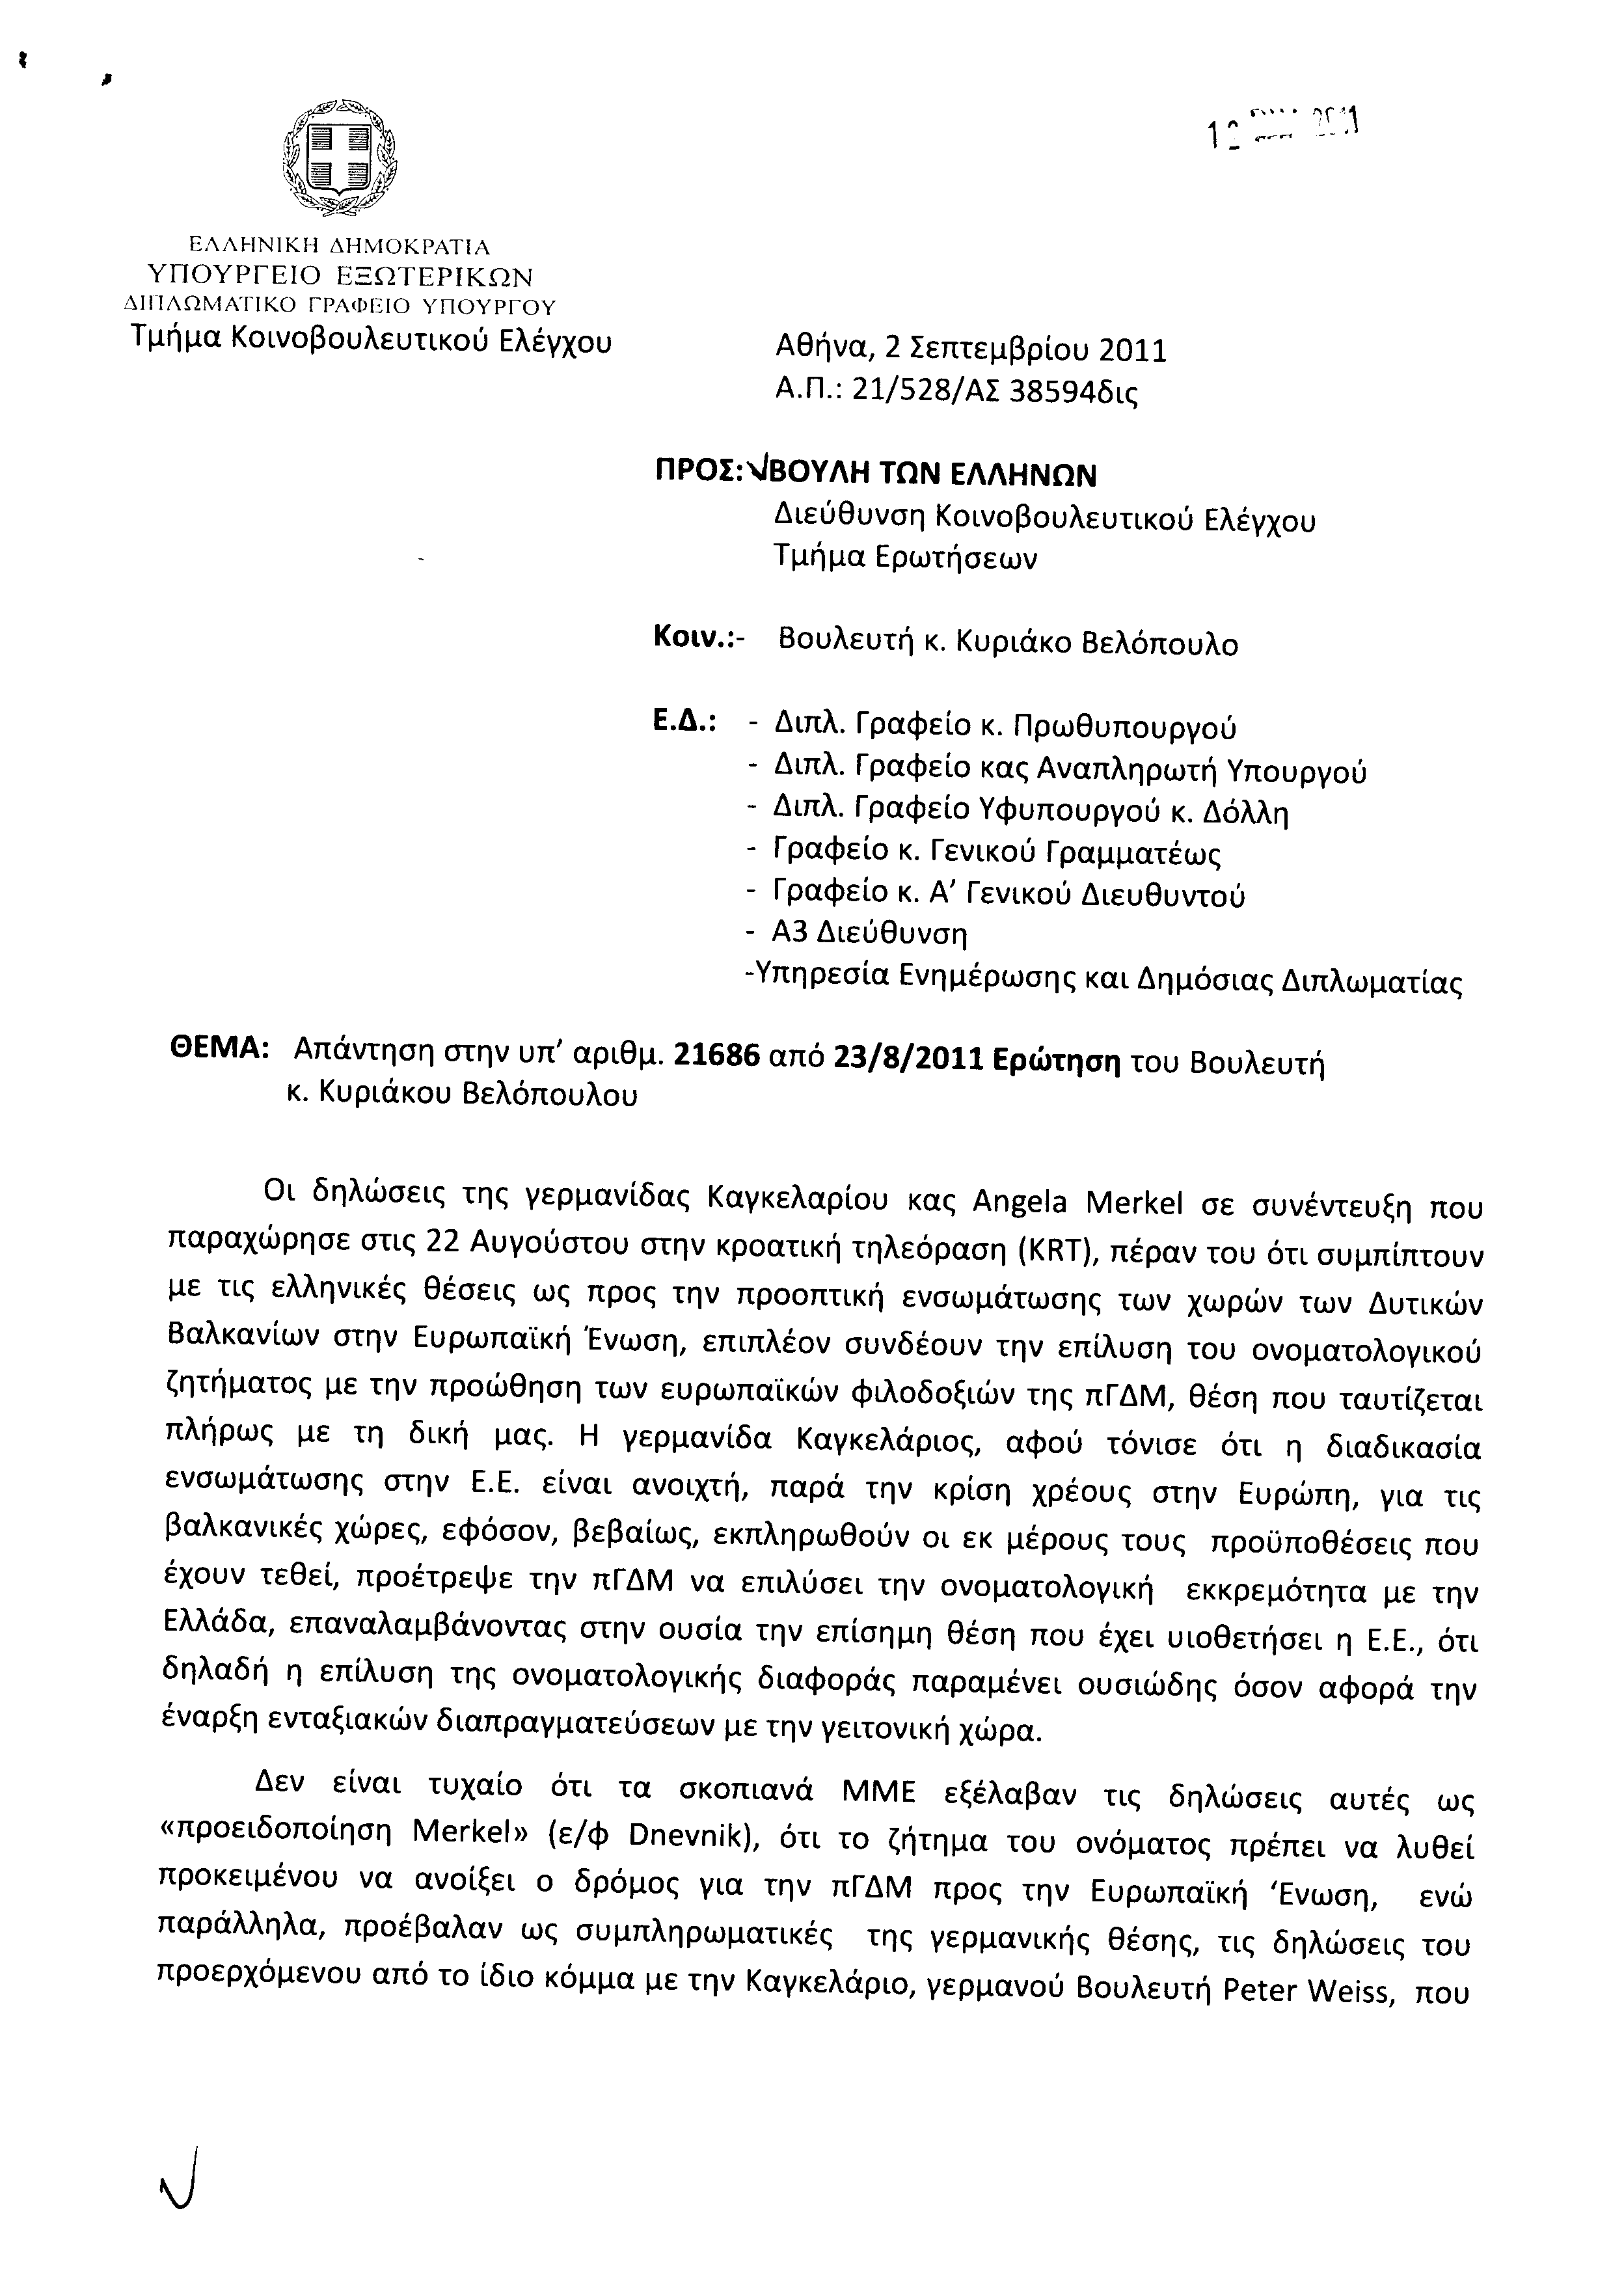 ΕΛΛΗΝΙΚΗ ΔΗΜΟΚΡΑΤΙΑ
ΥΠΟΥΡΓΕΙΟ ΕΞΩΤΕΡΙΚΩΝ
ΔΙΠΛΩΜΑΤΙΚΟ ΓΡΑΦΕΙΟ ΥΠΟΥΡΓΟΥ
Τμήμα Κοινοβουλευτικού Ελέγχου
Αθήνα, 2 Σεπτεμβρίου 2011
Α.Π.: 21/528/ΑΣ 38594δις
ΠΡΟΣ: ΒΟΥΛΗ ΤΩΝ ΕΛΛΗΝΩΝ
Διεύθυνση Κοινοβουλευτικού Ελέγχου
Τμήμα Ερωτήσεων
Κοιν.:- Βουλευτή κ. Κυριάκο Βελόπουλο
Ε.Δ.: - Διπλ. Γραφείο κ. Πρωθυπουργού
- Διπλ. Γραφείο κας Αναπληρωτή Υπουργού
- Διπλ. Γραφείο Υφυπουργού κ. Δόλλη
- Γραφείο κ. Γενικού Γραμματέως
- Γραφείο κ. Α' Γενικού Διευθυντού
- Α3 Διεύθυνση
-Υπηρεσία Ενημέρωσης και Δημόσιας Διπλωματίας
ΘΕΜΑ: Απάντηση στην υπ' αριθμ. 21686 από 23/8/2011 Ερώτηση του Βουλευτή
κ. Κυριάκου Βελόπουλου
Οι δηλώσεις της γερμανίδας Καγκελαρίου κας Angela Merkel σε συνέντευξη που
παραχώρησε στις 22 Αυγούστου στην κροατική τηλεόραση (KRT), πέραν του ότι συμπίπτουν
με τις ελληνικές θέσεις ως προς την προοπτική ενσωμάτωσης των χωρών των Δυτικών
Βαλκανίων στην Ευρωπαϊκή Ένωση, επιπλέον συνδέουν την επίλυση του ονοματολογικού
ζητήματος με την προώθηση των ευρωπαϊκών φιλοδοξιών της πΓΔΜ, θέση που ταυτίζεται
πλήρως με τη δική μας. Η γερμανίδα Καγκελάριος, αφού τόνισε ότι η διαδικασία
ενσωμάτωσης στην Ε.Ε. είναι ανοιχτή, παρά την κρίση χρέους στην Ευρώπη, για τις
βαλκανικές χώρες, εφόσον, βεβαίως, εκπληρωθούν οι εκ μέρους τους προϋποθέσεις που
έχουν τεθεί, προέτρεψε την πΓΔΜ να επιλύσει την ονοματολογική εκκρεμότητα με την
Ελλάδα, επαναλαμβάνοντας στην ουσία την επίσημη θέση που έχει υιοθετήσει η Ε.Ε., ότι
δηλαδή η επίλυση της ονοματολογικής διαφοράς παραμένει ουσιώδης όσον αφορά την
έναρξη ενταξιακών διαπραγματεύσεων με την γειτονική χώρα.
Δεν είναι τυχαίο ότι τα σκοπιανά ΜΜΕ εξέλαβαν τις δηλώσεις αυτές ως
«προειδοποίηση Merkel» (ε/φ Dnevnik), ότι το ζήτημα του ονόματος πρέπει να λυθεί
προκειμένου να ανοίξει ο δρόμος για την πΓΔΜ προς την Ευρωπαϊκή 'Ενωση, ενώ
παράλληλα, προέβαλαν ως συμπληρωματικές της γερμανικής θέσης, τις δηλώσεις του
προερχόμενου από το ίδιο κόμμα με την Καγκελάριο, γερμανού Βουλευτή Peter Weiss, που